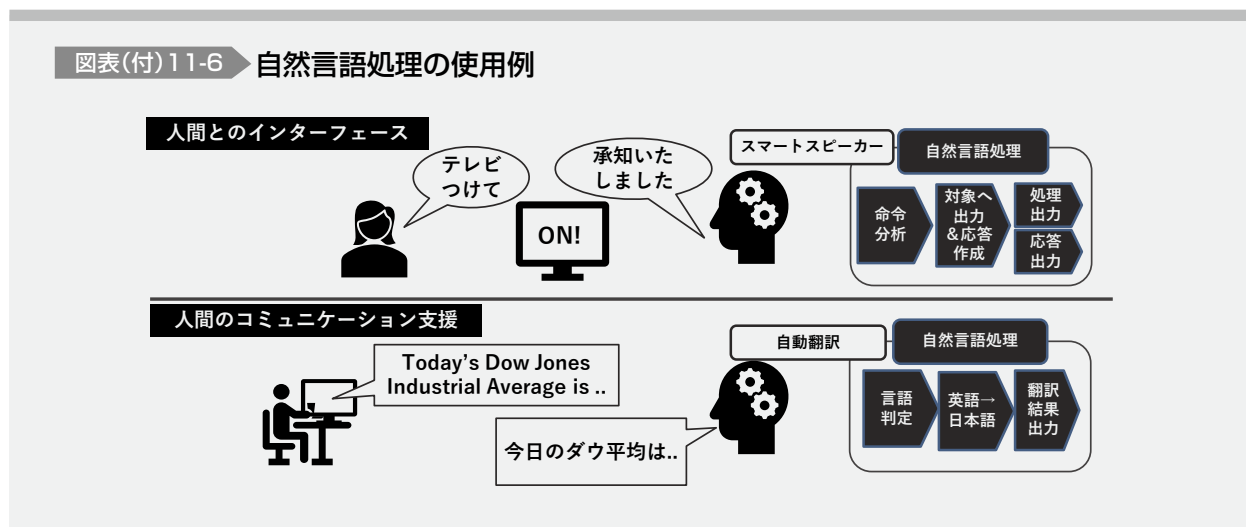 図表(付)11-6 自然言語処理の使用例
人間とのインターフェース
テレビ
つけて
ON!
承知いた
しました
スマートスピーカー
自然言語処理
命令
分析
対象へ
出力
&応答
作成
処理
出力
応答
出力
人間のコミュニケーション支援
Today's Dow Jones
Industrial Average is ..
今日のダウ平均は..
自動翻訳
自然言語処理
言語
判定
英語→
日本語
翻訳
結果
出力